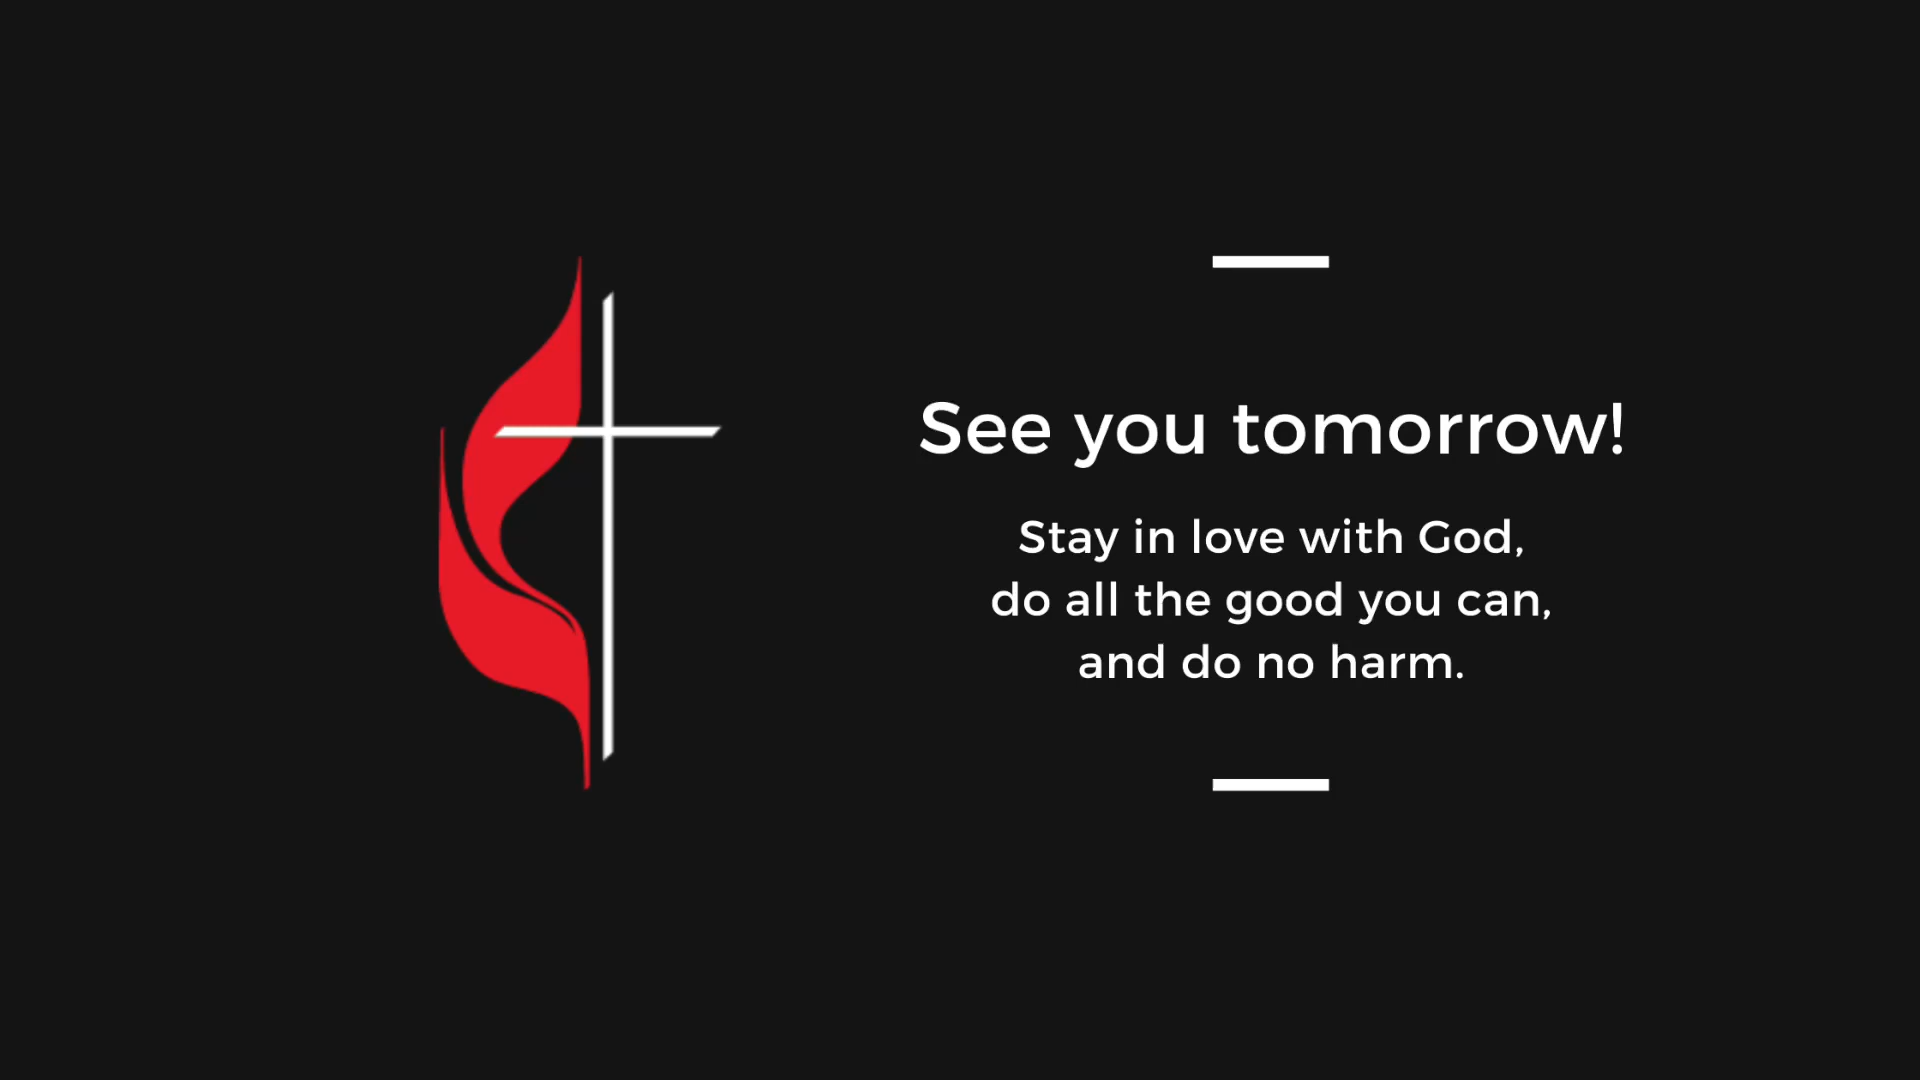 See you tomorrow!
Stay in love with God,
do all the good you can,
and do no harm.